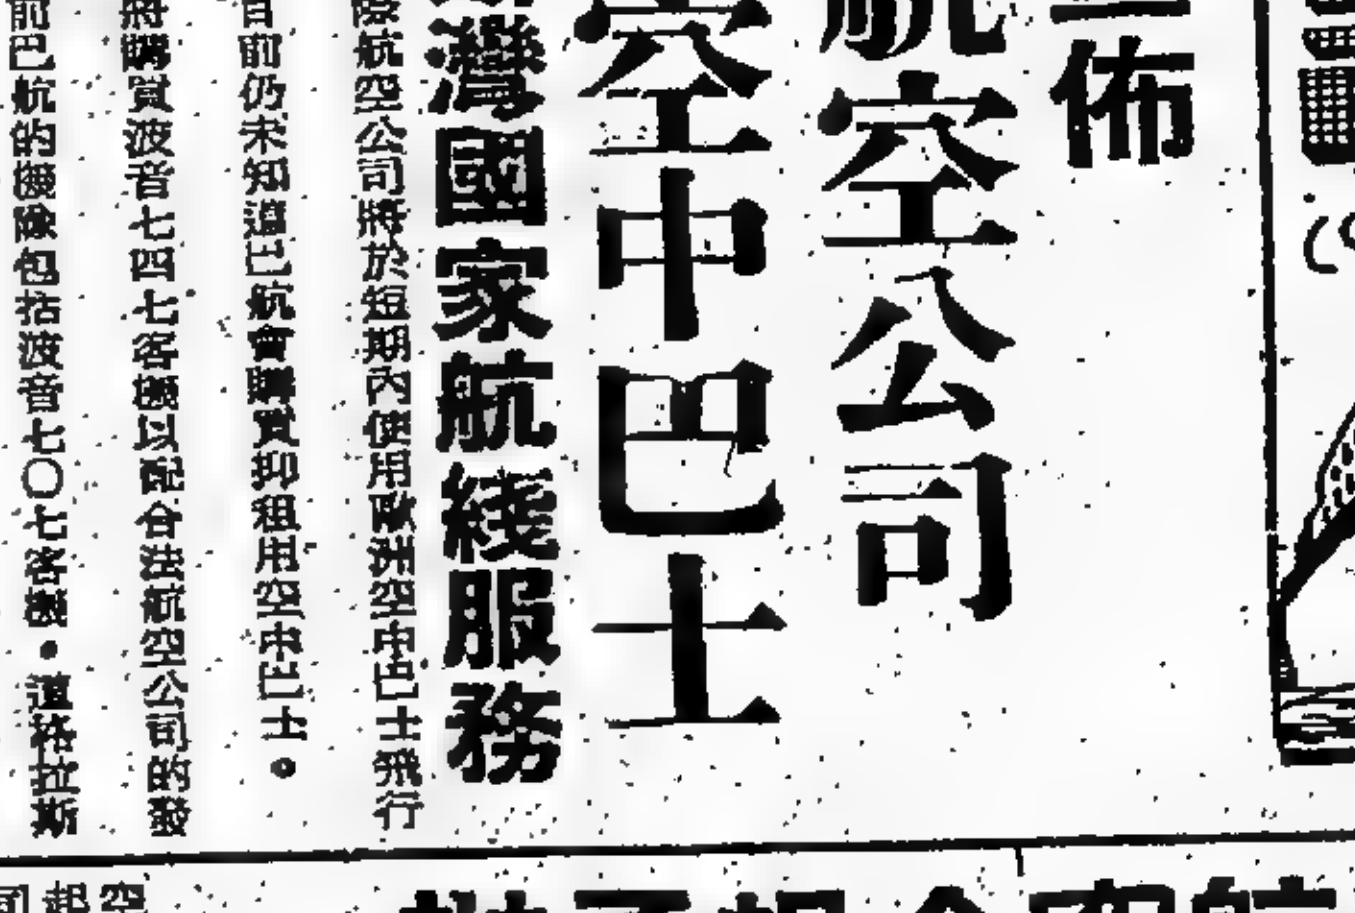 佈
航空公司
空中巴士
灣國家航綫服務
際航空公司將於短期內使用歐洲空中巴士飛行
目前仍未知道巴航會購買抑租用空中巴士。
將購買波音七四七客機以配合法航空公司的發
前巴航的機隊包括波音七〇七客機・道格拉斯